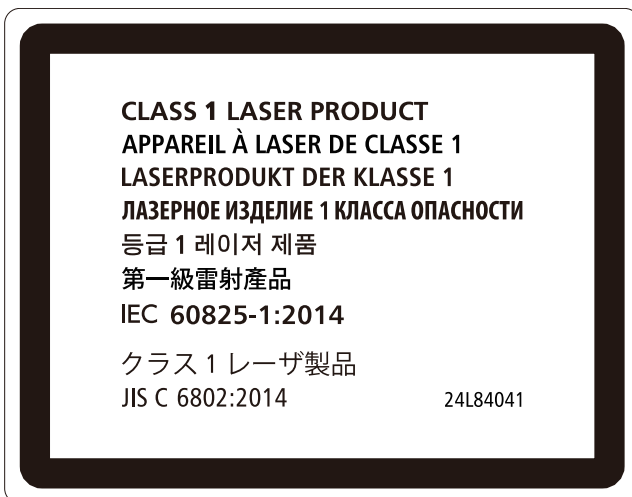 CLASS 1 LASER PRODUCT
APPAREIL À LASER DE CLASSE 1
LASERPRODUKT DER KLASSE 1
ЛАЗЕРНОЕ ИЗДЕЛИЕ 1 КЛАССА ОПАСНОСТИ
등급 1 레이저 제품
第一級雷射產品
IEC 60825-1:2014
クラス 1 レーザ製品
JIS C 6802:2014 24L84041